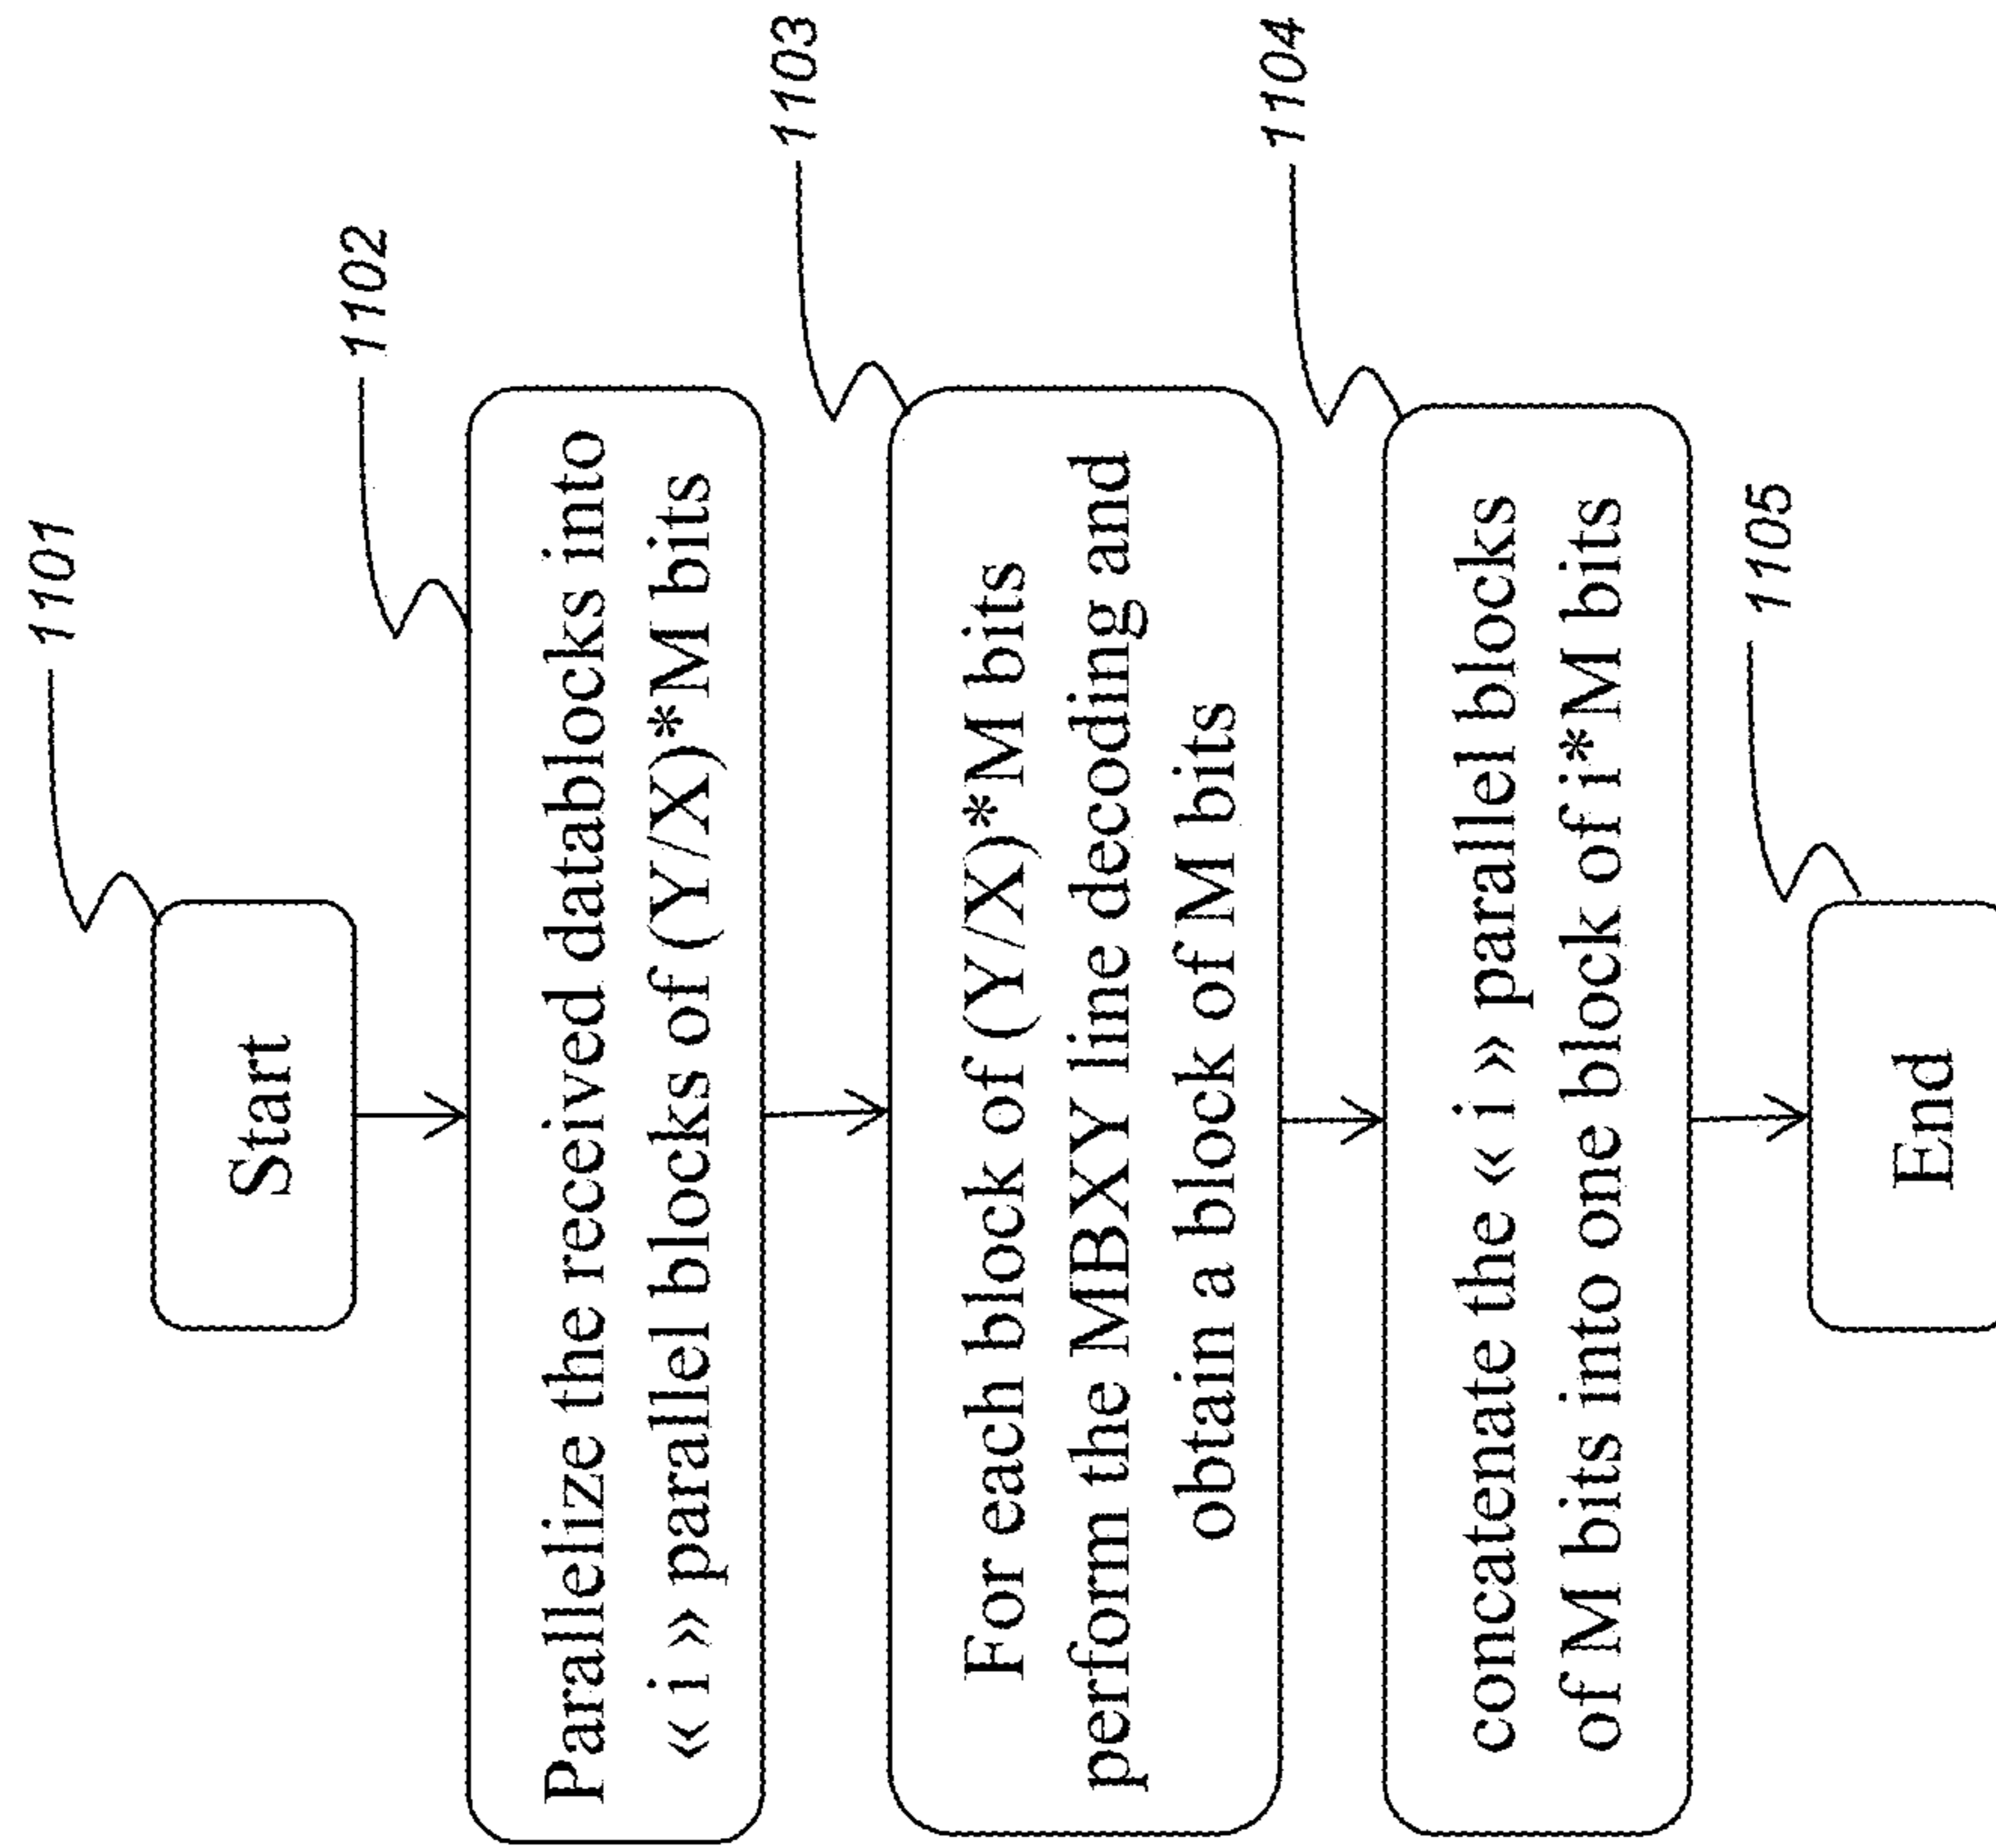 1101
Start
1102
Parallelize the received datablocks into
« i » parallel blocks of (Y/X)*M bits
1103
For each block of (Y/X)*M bits
perform the MBXY line decoding and
obtain a block of M bits
1104
concatenate the « i » parallel blocks
of M bits into one block of i*M bits
1105
End